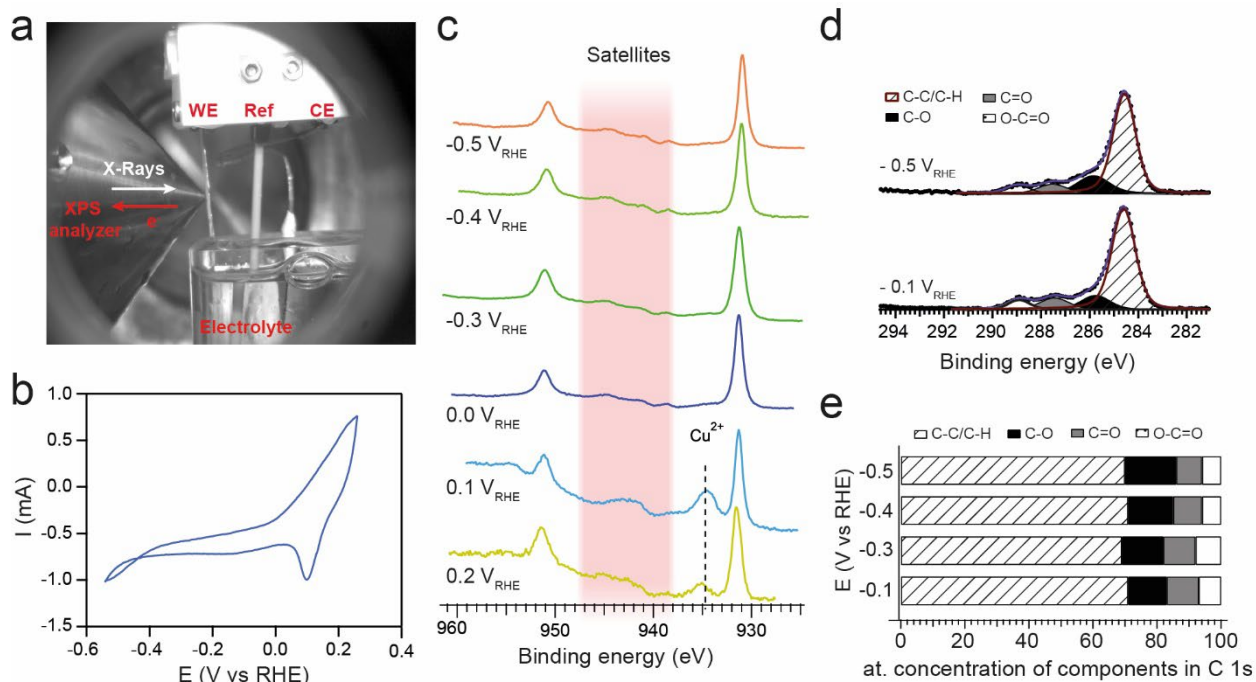 a
WE Ref CE
X-Rays
XPS
analyzer
e
Electrolyte
b
1.0
0.5
0.0
-0.5
-1.0
-1.5
I (mA)
-0.6 -0.4 -0.2 0.0 0.2 0.4
E (V vs RHE)
c
Satellites
-0.5 VRHE
-0.4 VRHE
-0.3 VRHE
0.0 VRHE
Cu2+
0.1 VRHE
0.2 VRHE
960 950 940 930
Binding energy (eV)
d
C-C/C-H C=O
C-O O-C=O
- 0.5 VRHE
- 0.1 VRHE
294 292 290 288 286 284 282
Binding energy (eV)
e
C-C/C-H C-O C=O O-C=O
-0.5
-0.4
-0.3
-0.1
E (V vs RHE)
0 20 40 60 80 100
at. concentration of components in C 1s